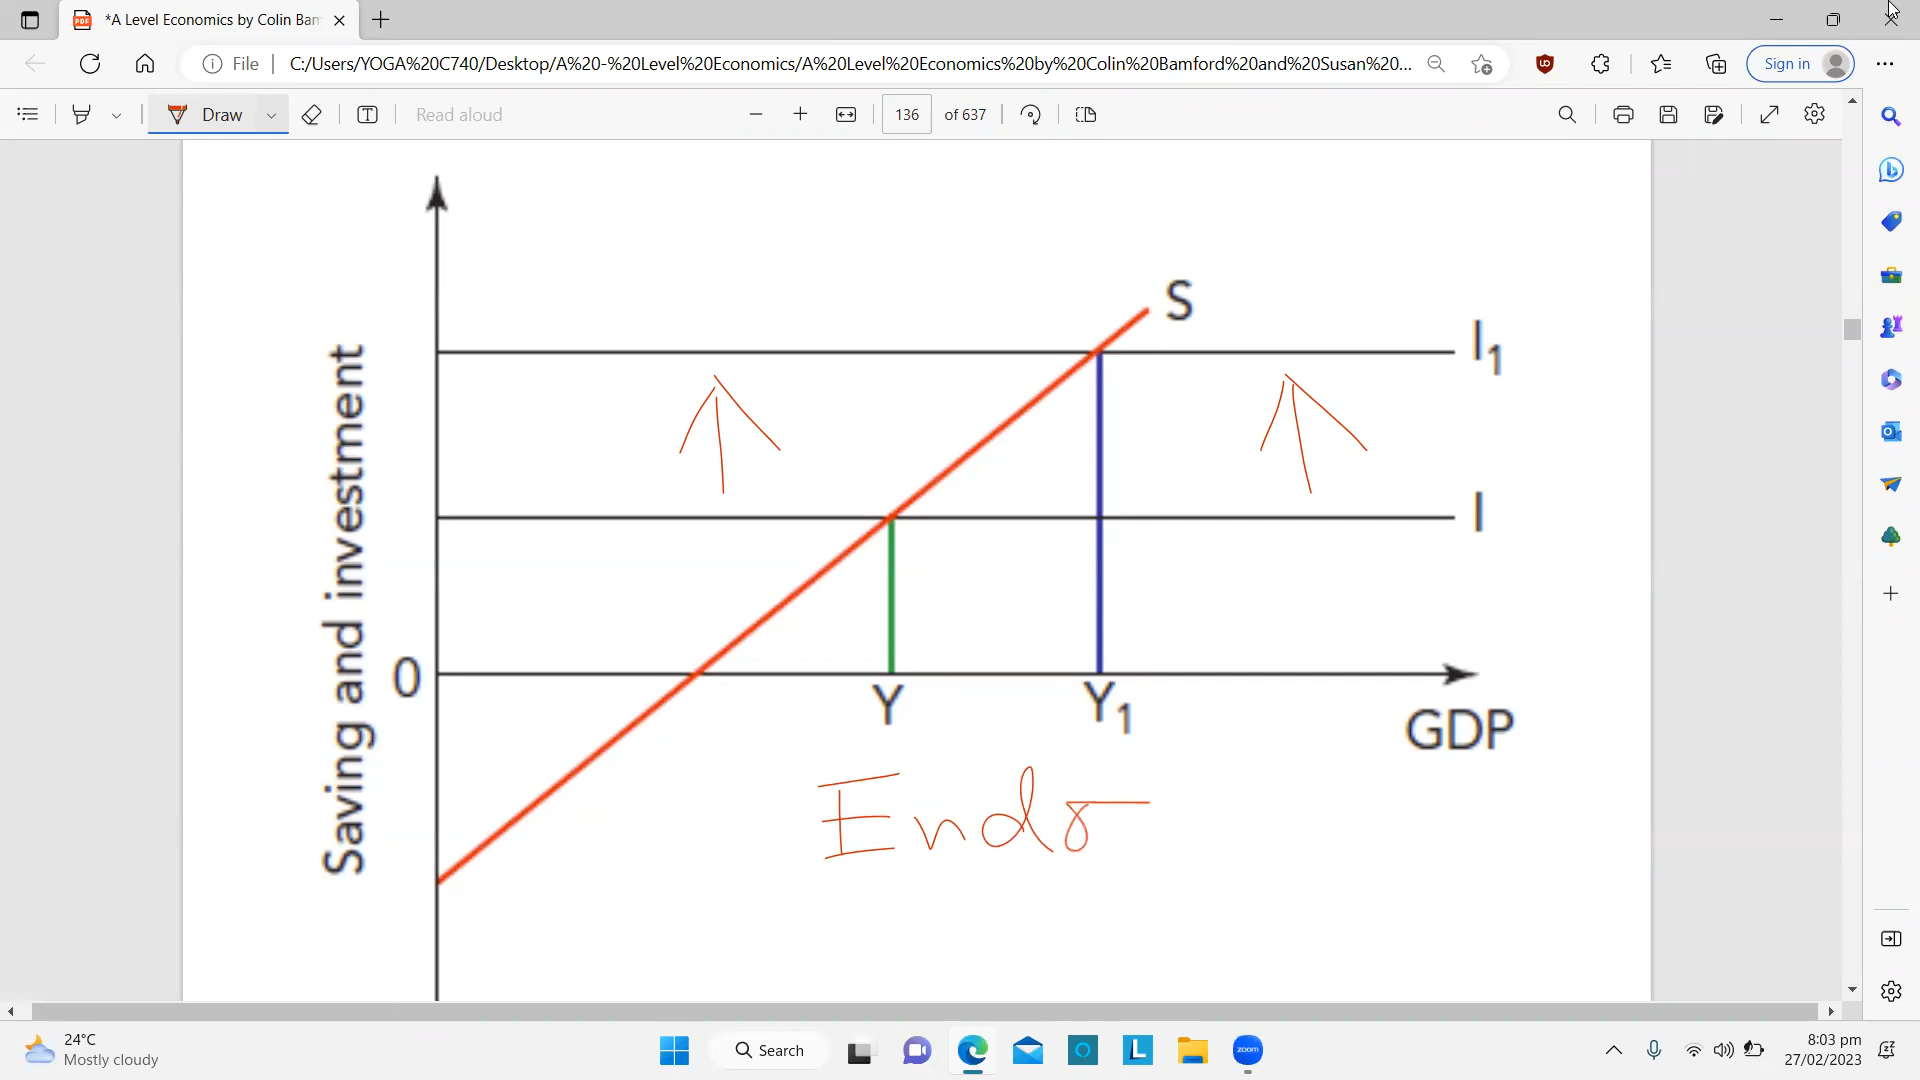 *A Level Economics by Colin Bam
File
C:/Users/YOGA%20C740/Desktop/A%20-%20Level%20Economics/A%20Level%20Economics%20by%20Colin%20Bamford%20and%20Susan%20...
Sign in
Draw
Read aloud
136 of 637
S
I1
I
Saving and investment
0
Y
Y1
GDP
Endo
24°C
Mostly cloudy
Search
zoom
8:03 pm
27/02/2023